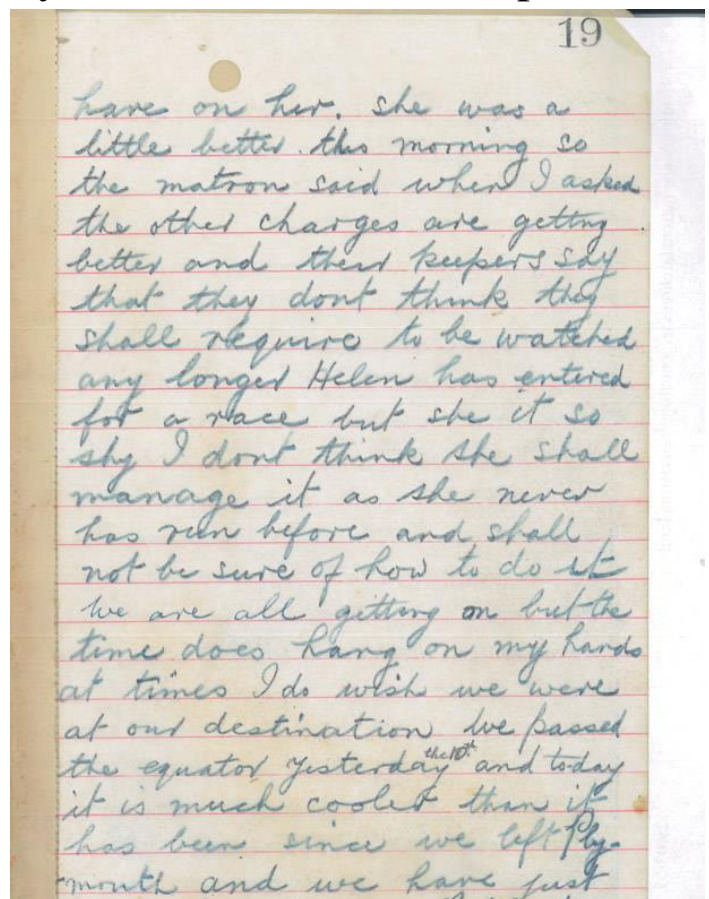 19
have on her. She was a
little better this morning so
the matron said when I asked
the other charges are getting
better and their keepers say
that they dont think they
shall require to be watched
any longer Helen has entered
for a race but she it so
shy I dont think she shall
manage it as she never
has run before and shall
not be sure of how to do it
We are all getting on but the
time does hang on my hands
at times I do wish we were
at our destination We passed
the equator yesterday the 10th and to-day
it is much cooler than it
has been since we left Ply-
mouth and we have just